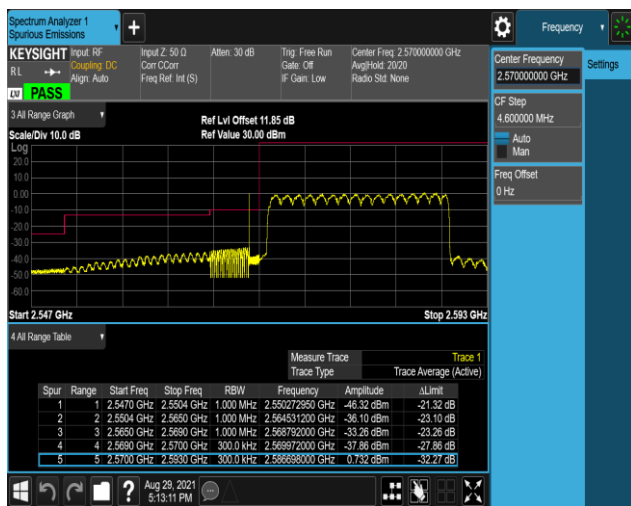 Spectrum Analyzer 1
Spurious Emissions
Frequency
KEYSIGHT Input: RF Input Z: 50 Ω Atten: 30 dB Trig: Free Run Center Freq: 2.570000000 GHz
RL Coupling: DC Corr CCorr Gate: Off Avg|Hold: 20/20
Align: Auto Freq Ref: Int (S) IF Gain: Low Radio Std: None
LXI PASS
Center Frequency
2.570000000 GHz
Settings
CF Step
4.600000 MHz
Auto
Man
Freq Offset
0 Hz
3 All Range Graph
Ref Lvl Offset 11.85 dB
Scale/Div 10.0 dB Ref Value 30.00 dBm
Log
20.0
10.0
0.00
-10.0
-20.0
-30.0
-40.0
-50.0
-60.0
Start 2.547 GHz Stop 2.593 GHz
4 All Range Table
Measure Trace Trace 1
Trace Type Trace Average (Active)
Spur Range Start Freq Stop Freq RBW Frequency Amplitude ΔLimit
1 1 2.5470 GHz 2.5504 GHz 1.000 MHz 2.550272950 GHz -46.32 dBm -21.32 dB
2 2 2.5504 GHz 2.5650 GHz 1.000 MHz 2.564531200 GHz -36.10 dBm -23.10 dB
3 3 2.5650 GHz 2.5690 GHz 1.000 MHz 2.568792000 GHz -33.26 dBm -23.26 dB
4 4 2.5690 GHz 2.5700 GHz 300.0 kHz 2.569972000 GHz -37.86 dBm -27.86 dB
5 5 2.5700 GHz 2.5930 GHz 300.0 kHz 2.586698000 GHz 0.732 dBm -32.27 dB
? Aug 29, 2021
5:13:11 PM